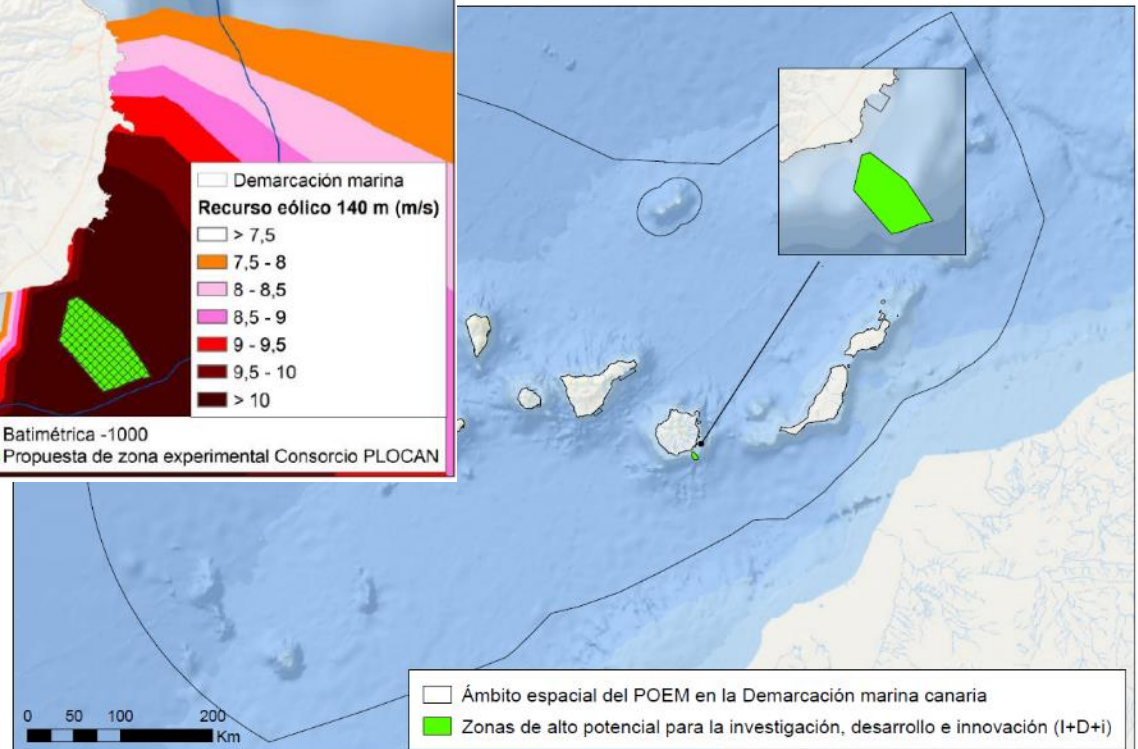 Demarcación marina
Recurso eólico 140 m (m/s)
> 7,5
7,5 - 8
8 - 8,5
8,5 - 9
9 - 9,5
9,5 - 10
> 10
Batimétrica -1000
Propuesta de zona experimental Consorcio PLOCAN
0 50 100 200
Km
Ámbito espacial del POEM en la Demarcación marina canaria
Zonas de alto potencial para la investigación, desarrollo e innovación (I+D+i)